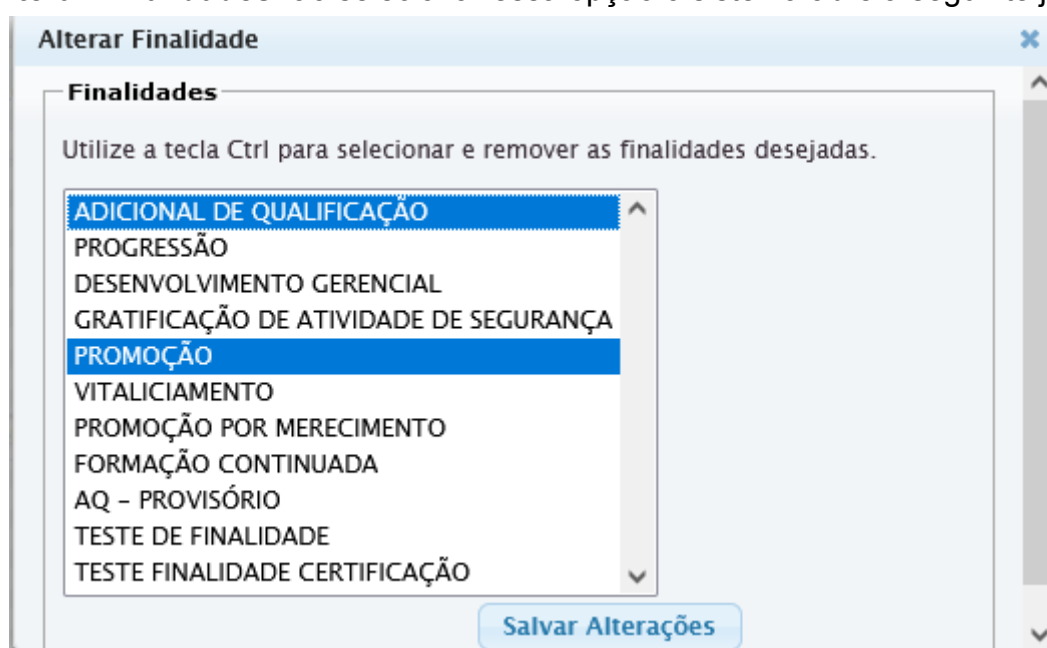 Alterar Finalidade
Finalidades
Utilize a tecla Ctrl para selecionar e remover as finalidades desejadas.
ADICIONAL DE QUALIFICAÇÃO
PROGRESSÃO
DESENVOLVIMENTO GERENCIAL
GRATIFICAÇÃO DE ATIVIDADE DE SEGURANÇA
PROMOÇÃO
VITALICIAMENTO
PROMOÇÃO POR MERECIMENTO
FORMAÇÃO CONTINUADA
AQ – PROVISÓRIO
TESTE DE FINALIDADE
TESTE FINALIDADE CERTIFICAÇÃO
Salvar Alterações